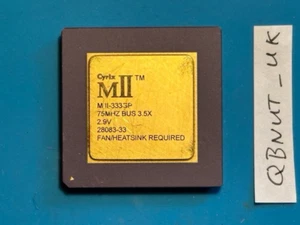 Cyrix
MII™
M II-333GP
75MHZ BUS 3.5X
2.9V
28083-33
FAN/HEATSINK REQUIRED
QBNUT_UK